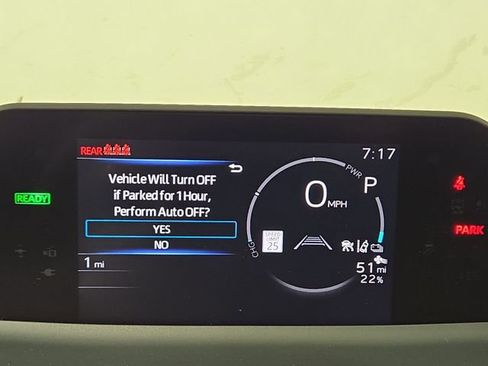 REAR
7:17
Vehicle Will Turn OFF
if Parked for 1 Hour,
Perform Auto OFF?
YES
NO
PWR
P
0 MPH
READY
SPEED
LIMIT
25
CHG
PARK
1 mi
51 mi
22%